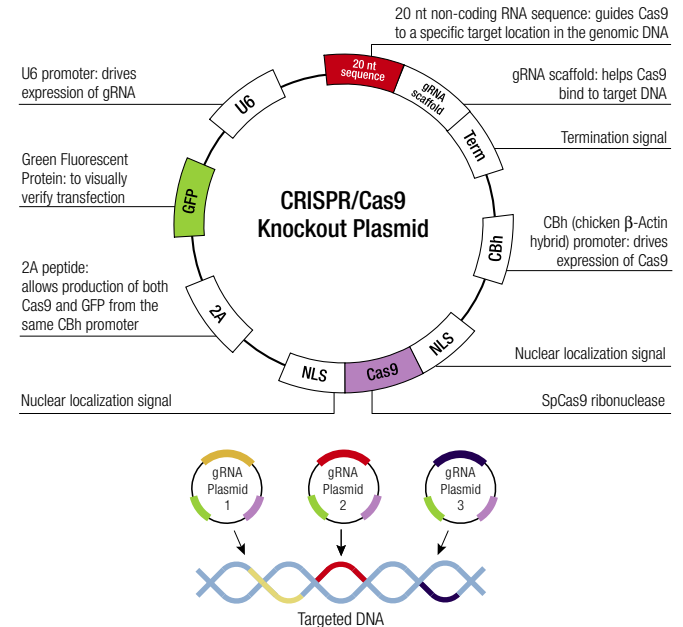 20 nt non-coding RNA sequence: guides Cas9
to a specific target location in the genomic DNA
U6 promoter: drives
expression of gRNA
gRNA scaffold: helps Cas9
bind to target DNA
20 nt
sequence
gRNA
scaffold
U6
Term
Termination signal
Green Fluorescent
Protein: to visually
verify transfection
GFP
CRISPR/Cas9
Knockout Plasmid
CBh
CBh (chicken β-Actin
hybrid) promoter: drives
expression of Cas9
2A peptide:
allows production of both
Cas9 and GFP from the
same CBh promoter
2A
NLS
Nuclear localization signal
NLS
Cas9
Nuclear localization signal
SpCas9 ribonuclease
gRNA
Plasmid
1
gRNA
Plasmid
2
gRNA
Plasmid
3
Targeted DNA